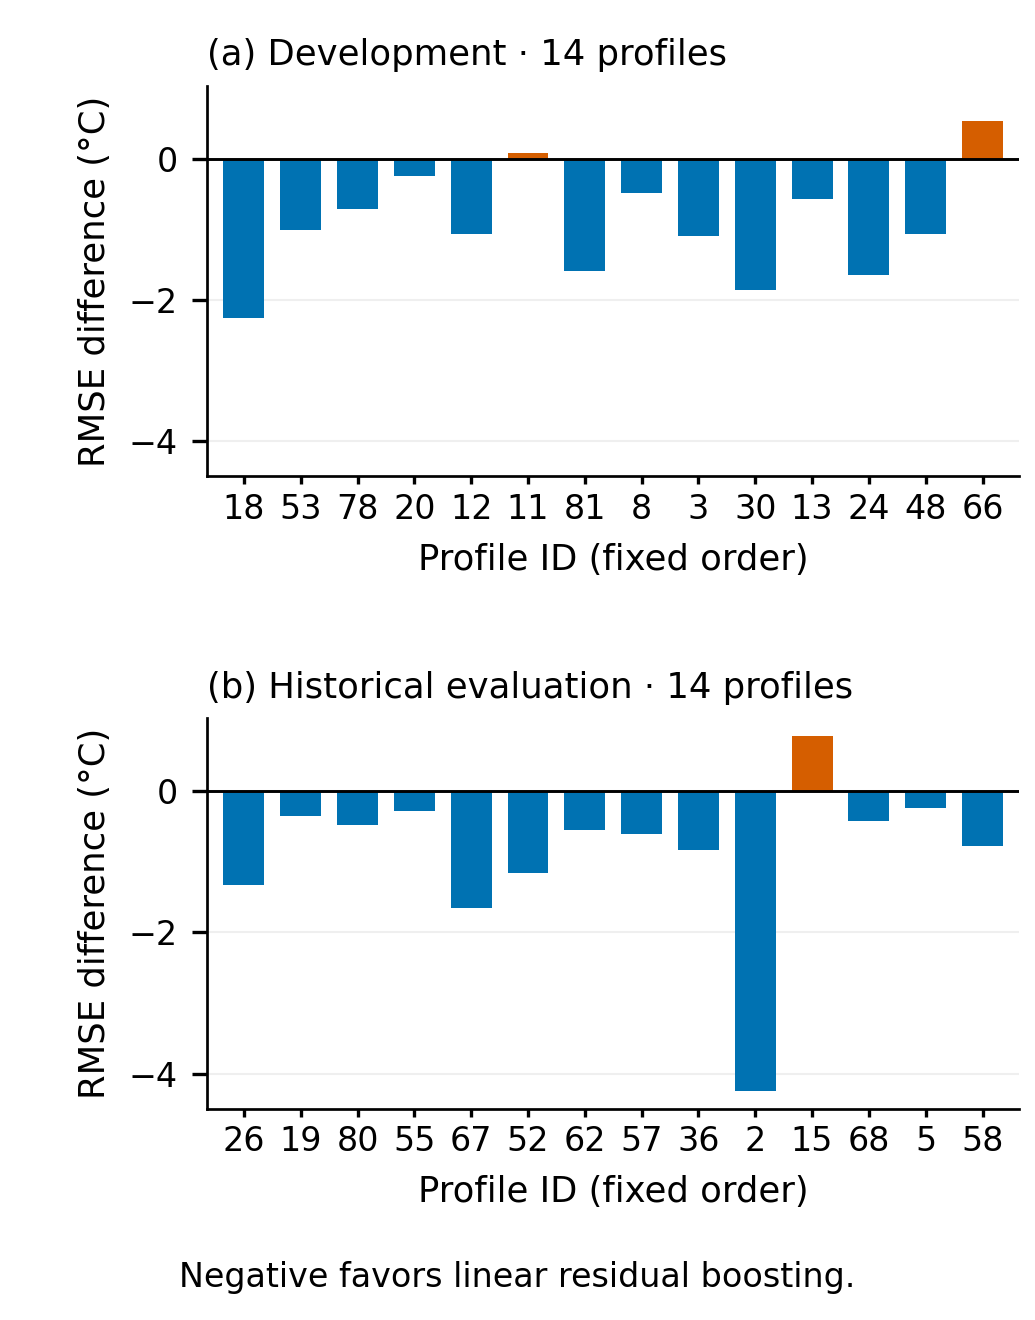 (a) Development · 14 profiles
RMSE difference (°C)
0
−2
−4
18 53 78 20 12 11 81 8 3 30 13 24 48 66
Profile ID (fixed order)
(b) Historical evaluation · 14 profiles
RMSE difference (°C)
0
−2
−4
26 19 80 55 67 52 62 57 36 2 15 68 5 58
Profile ID (fixed order)
Negative favors linear residual boosting.